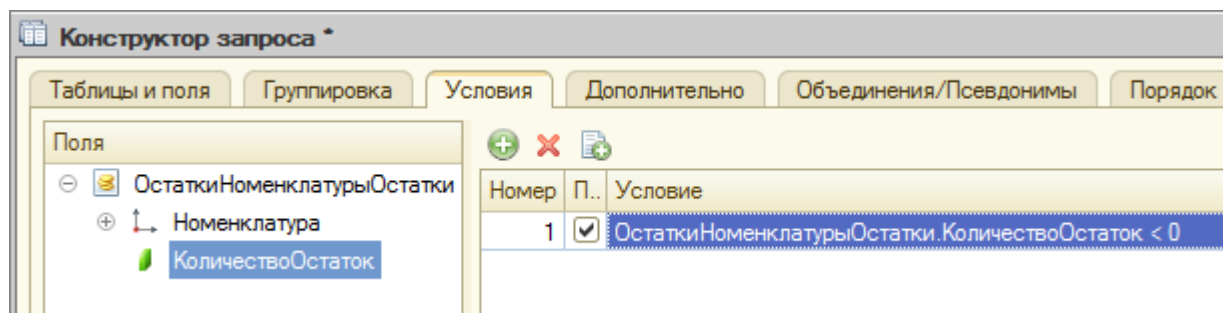 Конструктор запроса *
Таблицы и поля Группировка Условия Дополнительно Объединения/Псевдонимы Порядок
Поля
ОстаткиНоменклатурыОстатки
Номенклатура
КоличествоОстаток
Номер П.. Условие
1 ОстаткиНоменклатурыОстатки.КоличествоОстаток < 0